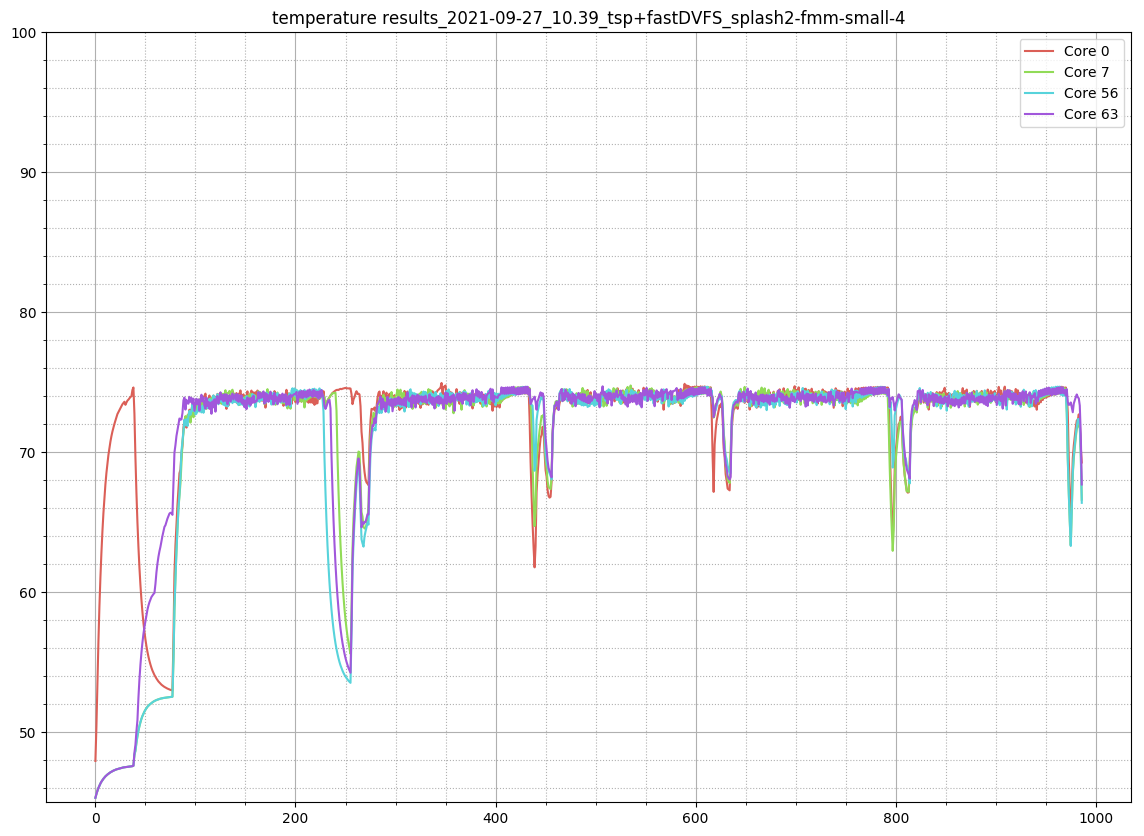 temperature results_2021-09-27_10.39_tsp+fastDVFS_splash2-fmm-small-4
Core 0
Core 7
Core 56
Core 63
100
90
80
70
60
50
0 200 400 600 800 1000